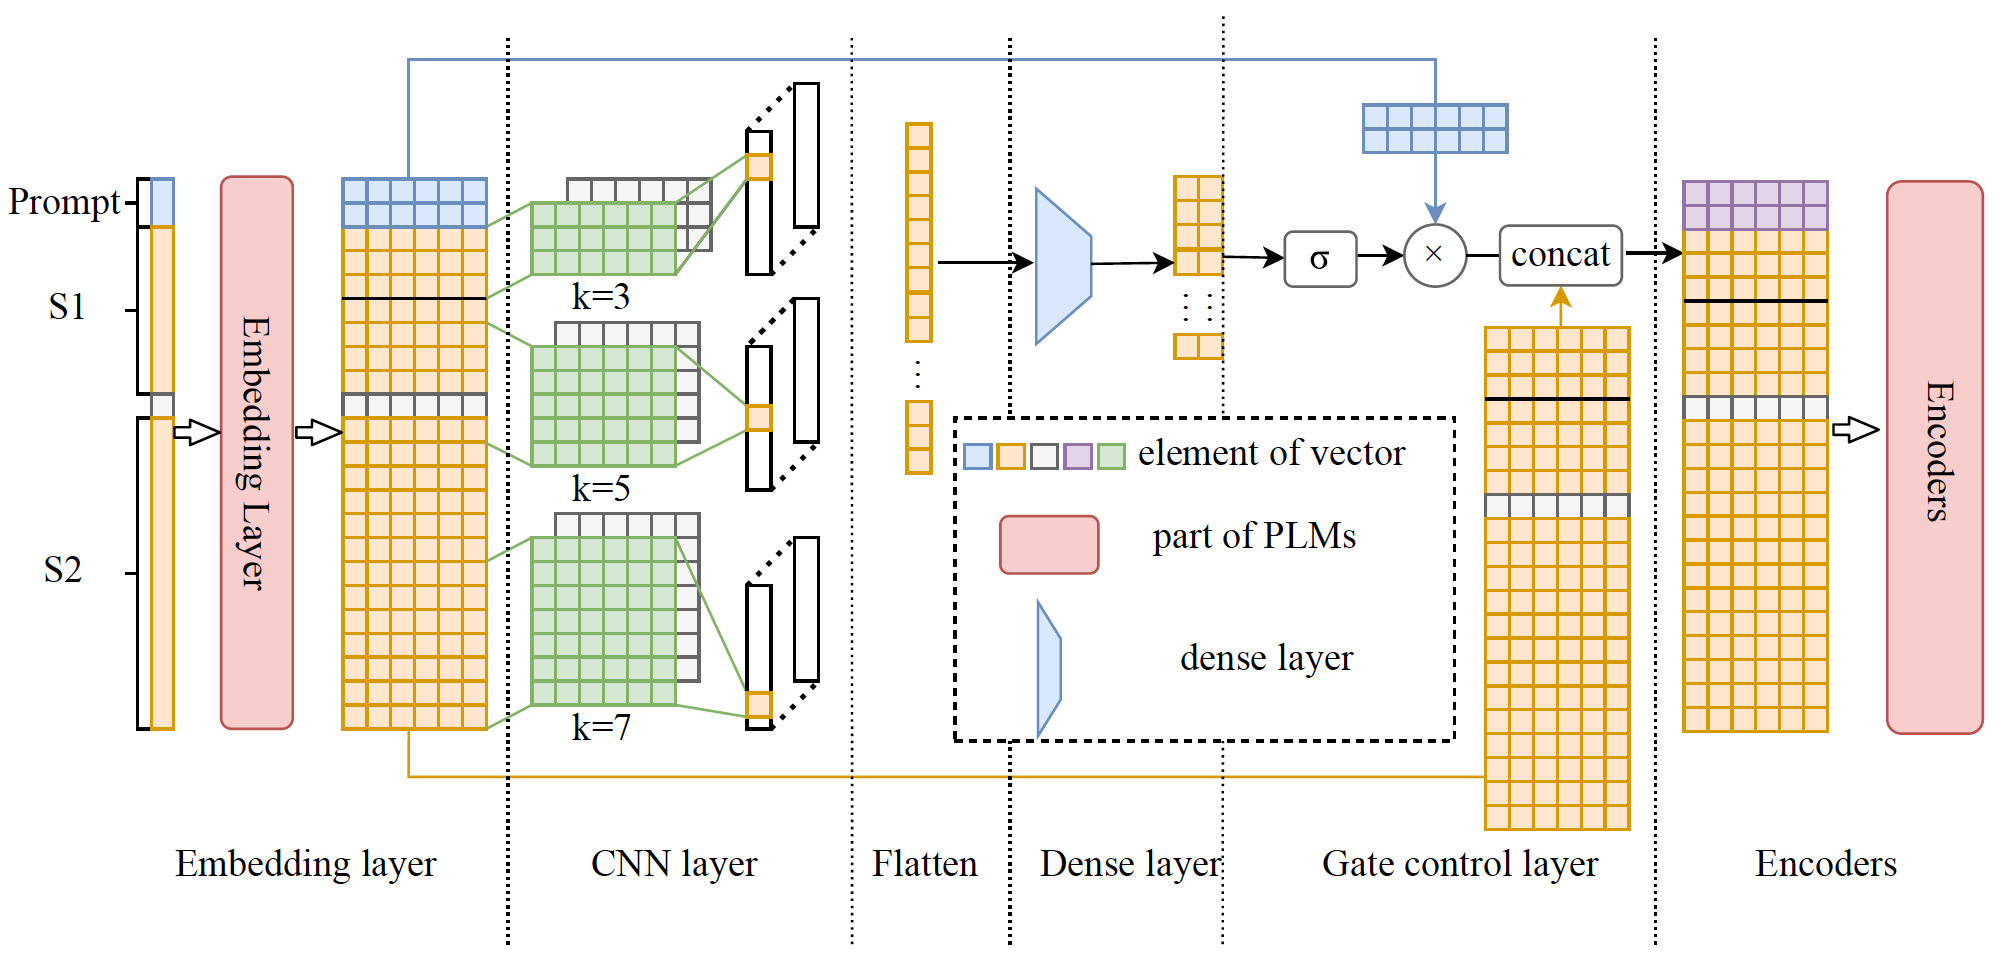 Prompt
S1
S2
Embedding Layer
k=3
k=5
k=7
σ
×
concat
element of vector
part of PLMs
dense layer
Encoders
Embedding layer
CNN layer
Flatten
Dense layer
Gate control layer
Encoders